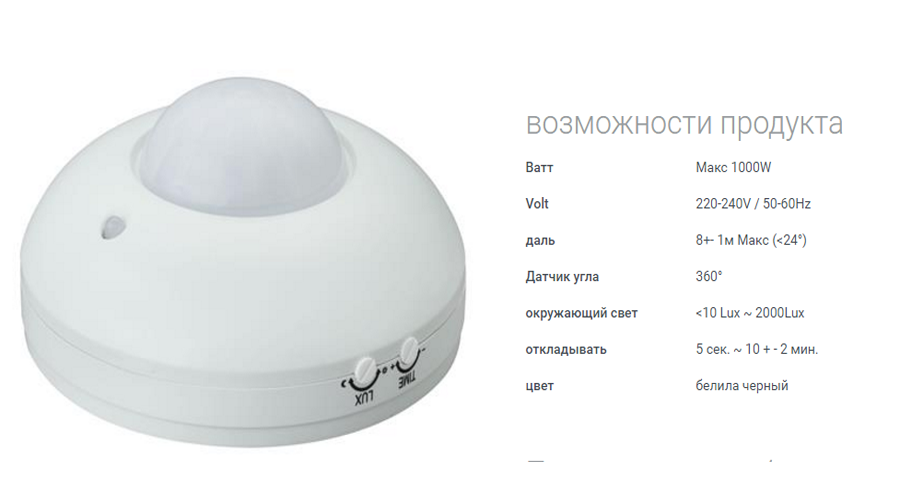 возможности продукта
Ватт Макс 1000W
Volt 220-240V / 50-60Hz
даль 8+- 1м Макс (<24°)
Датчик угла 360°
окружающий свет <10 Lux ~ 2000Lux
откладывать 5 сек. ~ 10 + - 2 мин.
цвет белила черный
- + TIME
LUX